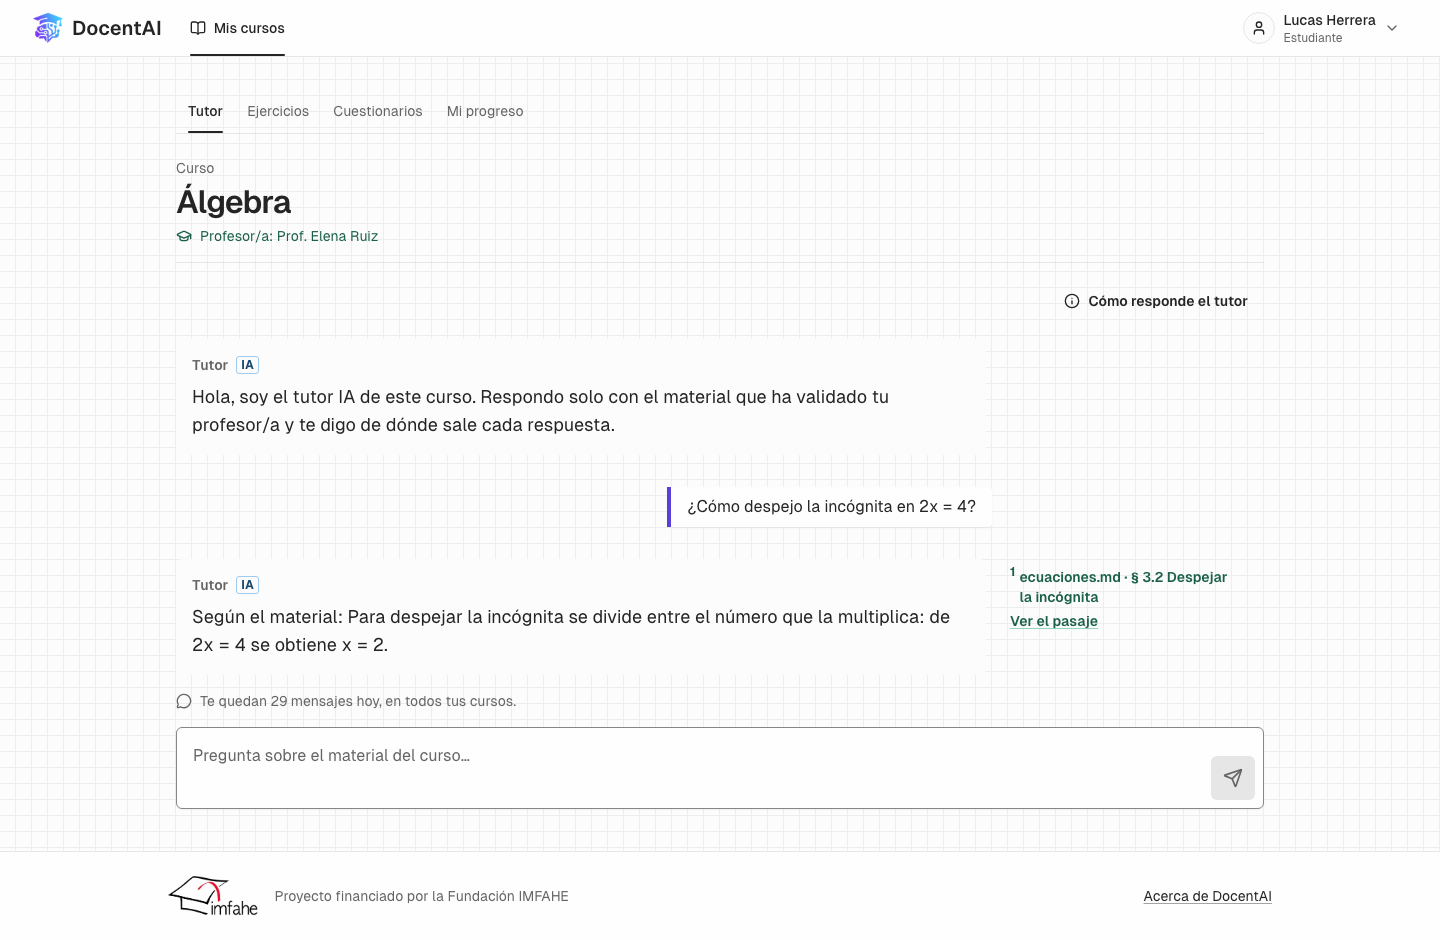 DocentAI
Mis cursos
Lucas Herrera
Estudiante
Tutor
Ejercicios
Cuestionarios
Mi progreso
Curso
Álgebra
Profesor/a: Prof. Elena Ruiz
Cómo responde el tutor
Tutor IA
Hola, soy el tutor IA de este curso. Respondo solo con el material que ha validado tu
profesor/a y te digo de dónde sale cada respuesta.
¿Cómo despejo la incógnita en 2x = 4?
Tutor IA
Según el material: Para despejar la incógnita se divide entre el número que la multiplica: de
2x = 4 se obtiene x = 2.
1 ecuaciones.md · § 3.2 Despejar
la incógnita
Ver el pasaje
Te quedan 29 mensajes hoy, en todos tus cursos.
Pregunta sobre el material del curso…
imfahe
Proyecto financiado por la Fundación IMFAHE
Acerca de DocentAI